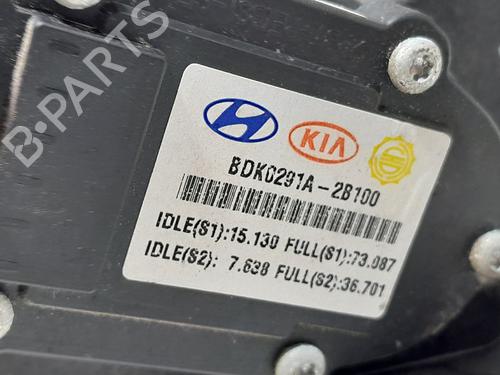 B-PARTS
KIA
BDK0291A-2B100
IDLE(S1):15.130 FULL(S1):73.087
IDLE(S2): 7.638 FULL(S2):36.701